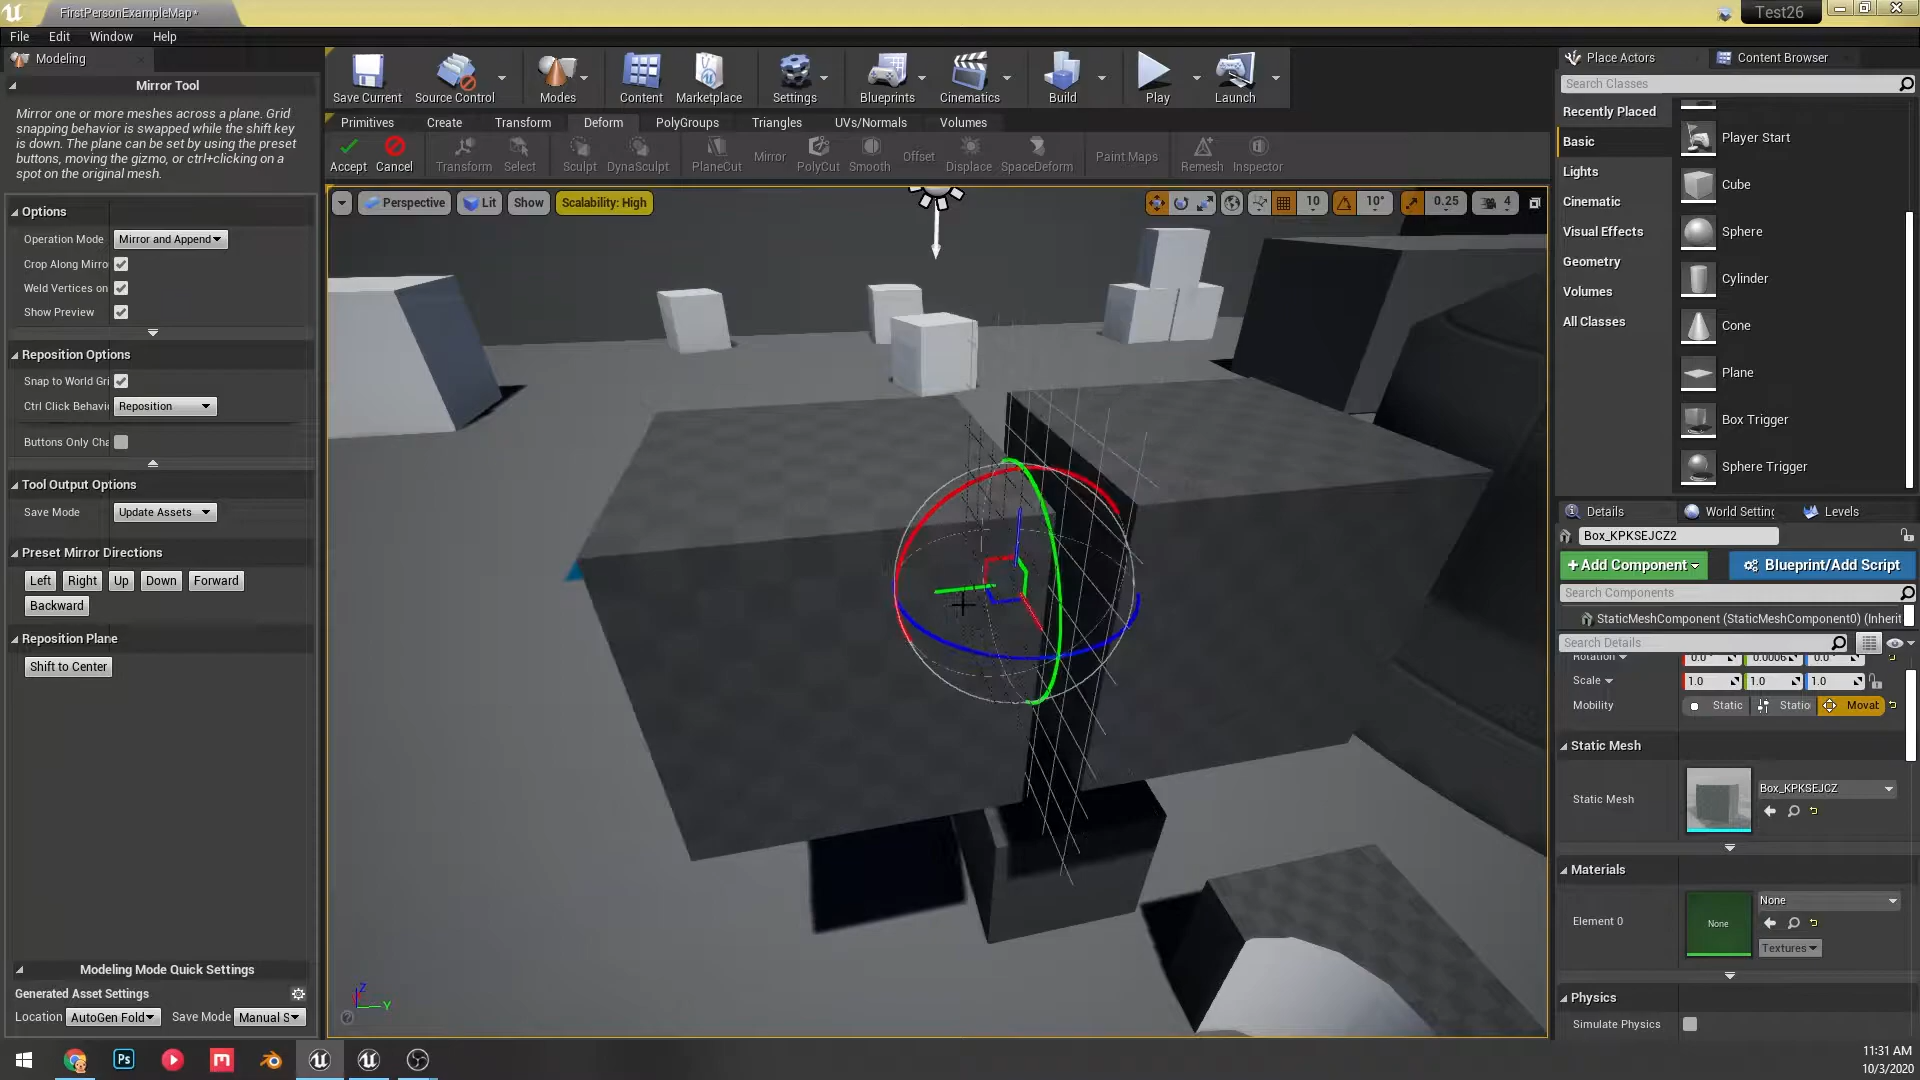 FirstPersonExampleMap*
Test26
File Edit Window Help
Modeling
Mirror Tool
Mirror one or more meshes across a plane. Grid
snapping behavior is swapped while the shift key
is down. The plane can be set by using the preset
buttons, moving the gizmo, or ctrl+clicking on a
spot on the original mesh.
Options
Operation Mode Mirror and Append
Crop Along Mirro
Weld Vertices on
Show Preview
Reposition Options
Snap to World Gri
Ctrl Click Behavi Reposition
Buttons Only Cha
Tool Output Options
Save Mode Update Assets
Preset Mirror Directions
Left Right Up Down Forward
Backward
Reposition Plane
Shift to Center
Modeling Mode Quick Settings
Generated Asset Settings
Location AutoGen Fold Save Mode Manual S
Save Current Source Control Modes Content Marketplace Settings Blueprints Cinematics Build Play Launch
Primitives Create Transform Deform PolyGroups Triangles UVs/Normals Volumes
Accept Cancel Transform Select Sculpt DynaSculpt PlaneCut Mirror PolyCut Smooth Offset Displace SpaceDeform Paint Maps Remesh Inspector
Perspective Lit Show Scalability: High
10 10° 0.25 4
Z
Y
Place Actors Content Browser
Search Classes
Recently Placed
Basic
Lights
Cinematic
Visual Effects
Geometry
Volumes
All Classes
Player Start
Cube
Sphere
Cylinder
Cone
Plane
Box Trigger
Sphere Trigger
Details World Setting Levels
Box_KPKSEJCZ2
+Add Component Blueprint/Add Script
Search Components
StaticMeshComponent (StaticMeshComponent0) (Inherit
Search Details
Rotation 0.0° 0.0006 0.0°
Scale 1.0 1.0 1.0
Mobility Static Statio Movat
Static Mesh
Static Mesh Box_KPKSEJCZ
Materials
Element 0 None None
Textures
Physics
Simulate Physics
Ps
11:31 AM
10/3/2020